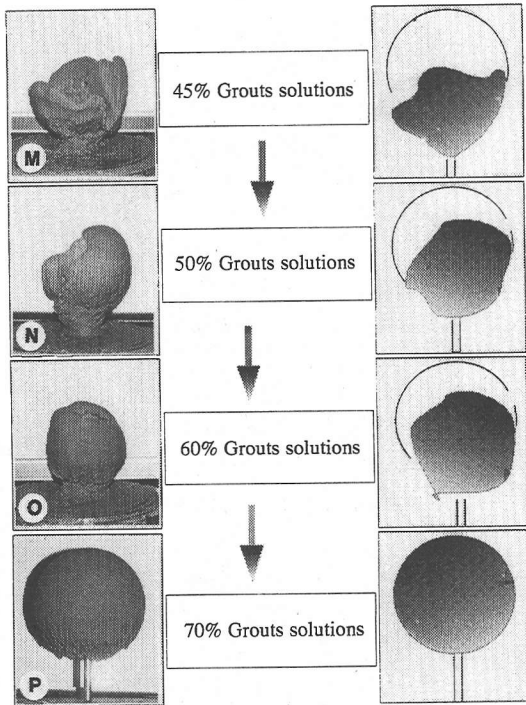 M
45% Grouts solutions
N
50% Grouts solutions
O
60% Grouts solutions
P
70% Grouts solutions